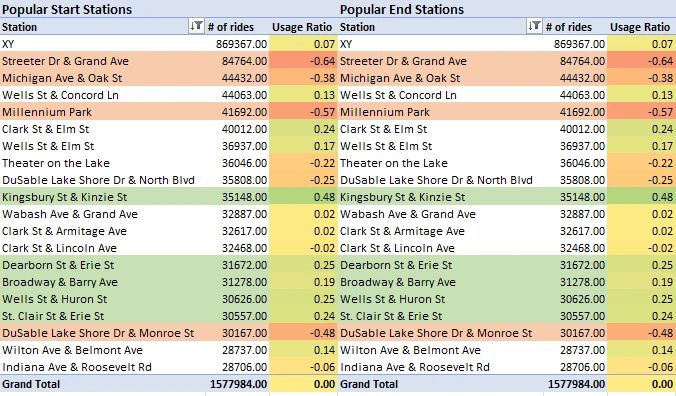 Popular Start Stations Popular End Stations
Station # of rides Usage Ratio Station # of rides Usage Ratio
XY 869367.00 0.07 XY 869367.00 0.07
Streeter Dr & Grand Ave 84764.00 -0.64 Streeter Dr & Grand Ave 84764.00 -0.64
Michigan Ave & Oak St 44432.00 -0.38 Michigan Ave & Oak St 44432.00 -0.38
Wells St & Concord Ln 44063.00 0.13 Wells St & Concord Ln 44063.00 0.13
Millennium Park 41692.00 -0.57 Millennium Park 41692.00 -0.57
Clark St & Elm St 40012.00 0.24 Clark St & Elm St 40012.00 0.24
Wells St & Elm St 36937.00 0.17 Wells St & Elm St 36937.00 0.17
Theater on the Lake 36046.00 -0.22 Theater on the Lake 36046.00 -0.22
DuSable Lake Shore Dr & North Blvd 35808.00 -0.25 DuSable Lake Shore Dr & North Blvd 35808.00 -0.25
Kingsbury St & Kinzie St 35148.00 0.48 Kingsbury St & Kinzie St 35148.00 0.48
Wabash Ave & Grand Ave 32887.00 0.02 Wabash Ave & Grand Ave 32887.00 0.02
Clark St & Armitage Ave 32617.00 0.02 Clark St & Armitage Ave 32617.00 0.02
Clark St & Lincoln Ave 32468.00 -0.02 Clark St & Lincoln Ave 32468.00 -0.02
Dearborn St & Erie St 31672.00 0.25 Dearborn St & Erie St 31672.00 0.25
Broadway & Barry Ave 31278.00 0.19 Broadway & Barry Ave 31278.00 0.19
Wells St & Huron St 30626.00 0.25 Wells St & Huron St 30626.00 0.25
St. Clair St & Erie St 30557.00 0.24 St. Clair St & Erie St 30557.00 0.24
DuSable Lake Shore Dr & Monroe St 30167.00 -0.48 DuSable Lake Shore Dr & Monroe St 30167.00 -0.48
Wilton Ave & Belmont Ave 28737.00 0.14 Wilton Ave & Belmont Ave 28737.00 0.14
Indiana Ave & Roosevelt Rd 28706.00 -0.06 Indiana Ave & Roosevelt Rd 28706.00 -0.06
Grand Total 1577984.00 0.00 Grand Total 1577984.00 0.00